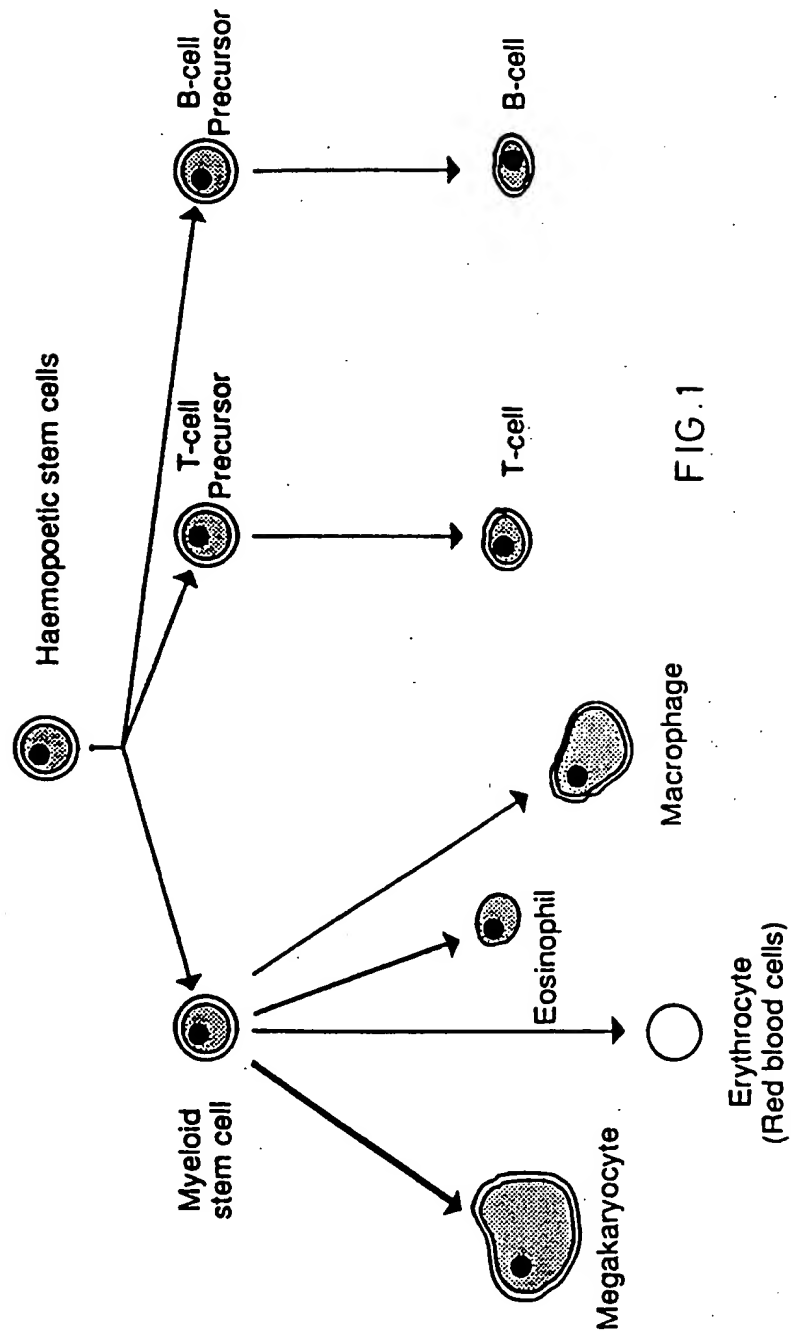 Haemopoetic stem cells
Myeloid
stem cell
T-cell
Precursor
B-cell
Precursor
Megakaryocyte
Erythrocyte
(Red blood cells)
Eosinophil
Macrophage
T-cell
B-cell
FIG.1